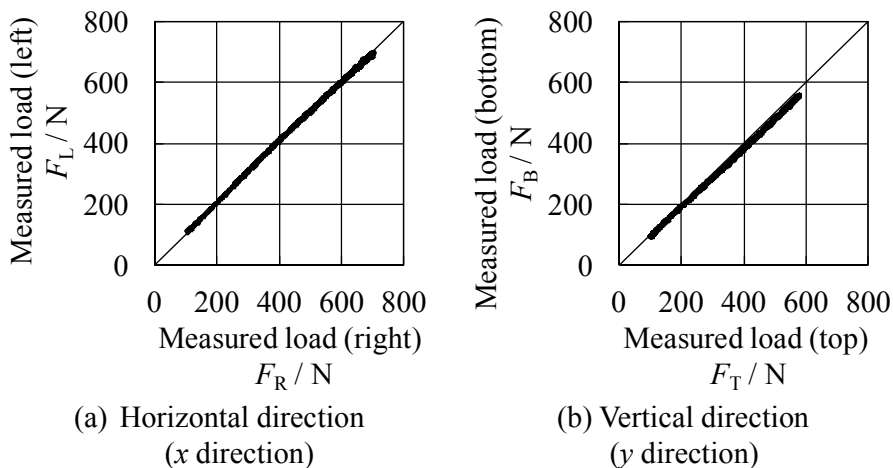 Measured load (left)
F_L / N
800
600
400
200
0
0 200 400 600 800
Measured load (right)
F_R / N
(a) Horizontal direction
(x direction)
Measured load (bottom)
F_B / N
800
600
400
200
0
0 200 400 600 800
Measured load (top)
F_T / N
(b) Vertical direction
(y direction)